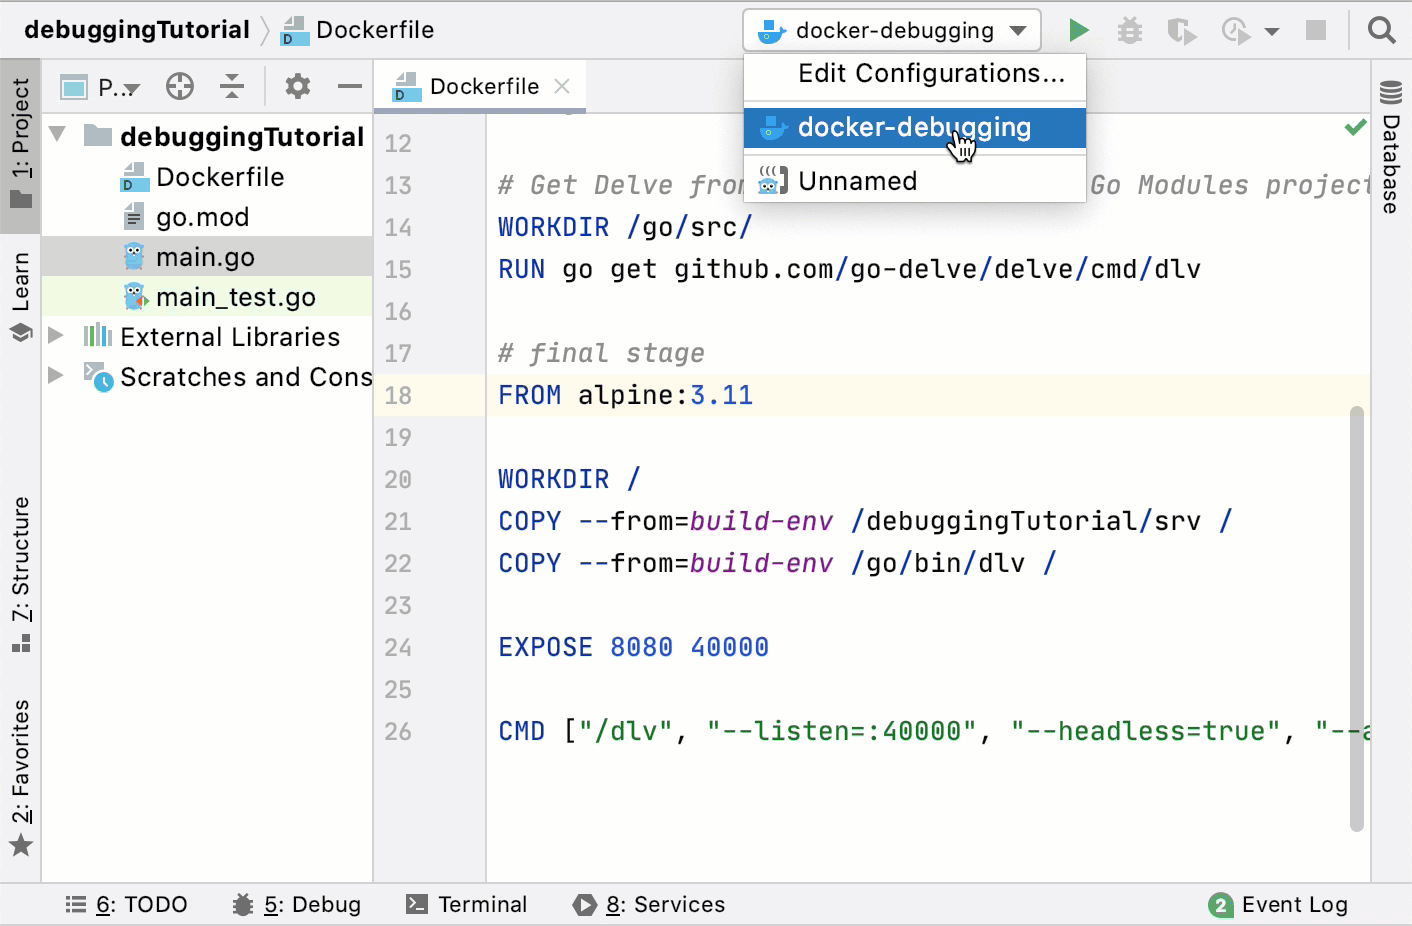 debuggingTutorial
Dockerfile
docker-debugging
P...
Dockerfile
Edit Configurations...
docker-debugging
Unnamed
1: Project
Learn
7: Structure
2: Favorites
debuggingTutorial
Dockerfile
go.mod
main.go
main_test.go
External Libraries
Scratches and Cons
12
13 # Get Delve from Go Modules project
14 WORKDIR /go/src/
15 RUN go get github.com/go-delve/delve/cmd/dlv
16
17 # final stage
18 FROM alpine:3.11
19
20 WORKDIR /
21 COPY --from=build-env /debuggingTutorial/srv /
22 COPY --from=build-env /go/bin/dlv /
23
24 EXPOSE 8080 40000
25
26 CMD ["/dlv", "--listen=:40000", "--headless=true", "--a
Database
6: TODO
5: Debug
Terminal
8: Services
2 Event Log